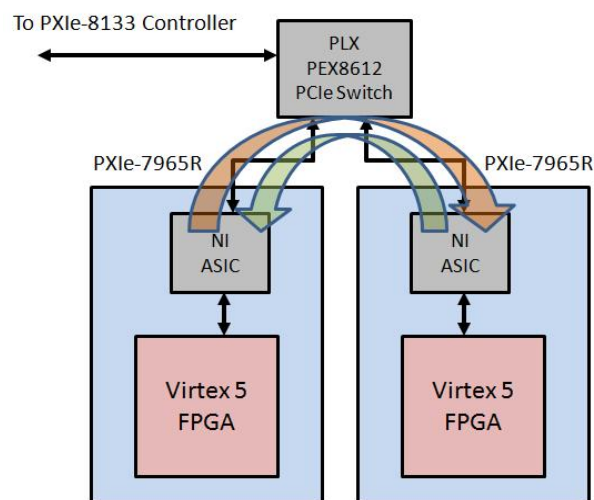 To PXIe-8133 Controller
PLX
PEX8612
PCIe Switch
PXIe-7965R
PXIe-7965R
NI
ASIC
NI
ASIC
Virtex 5
FPGA
Virtex 5
FPGA